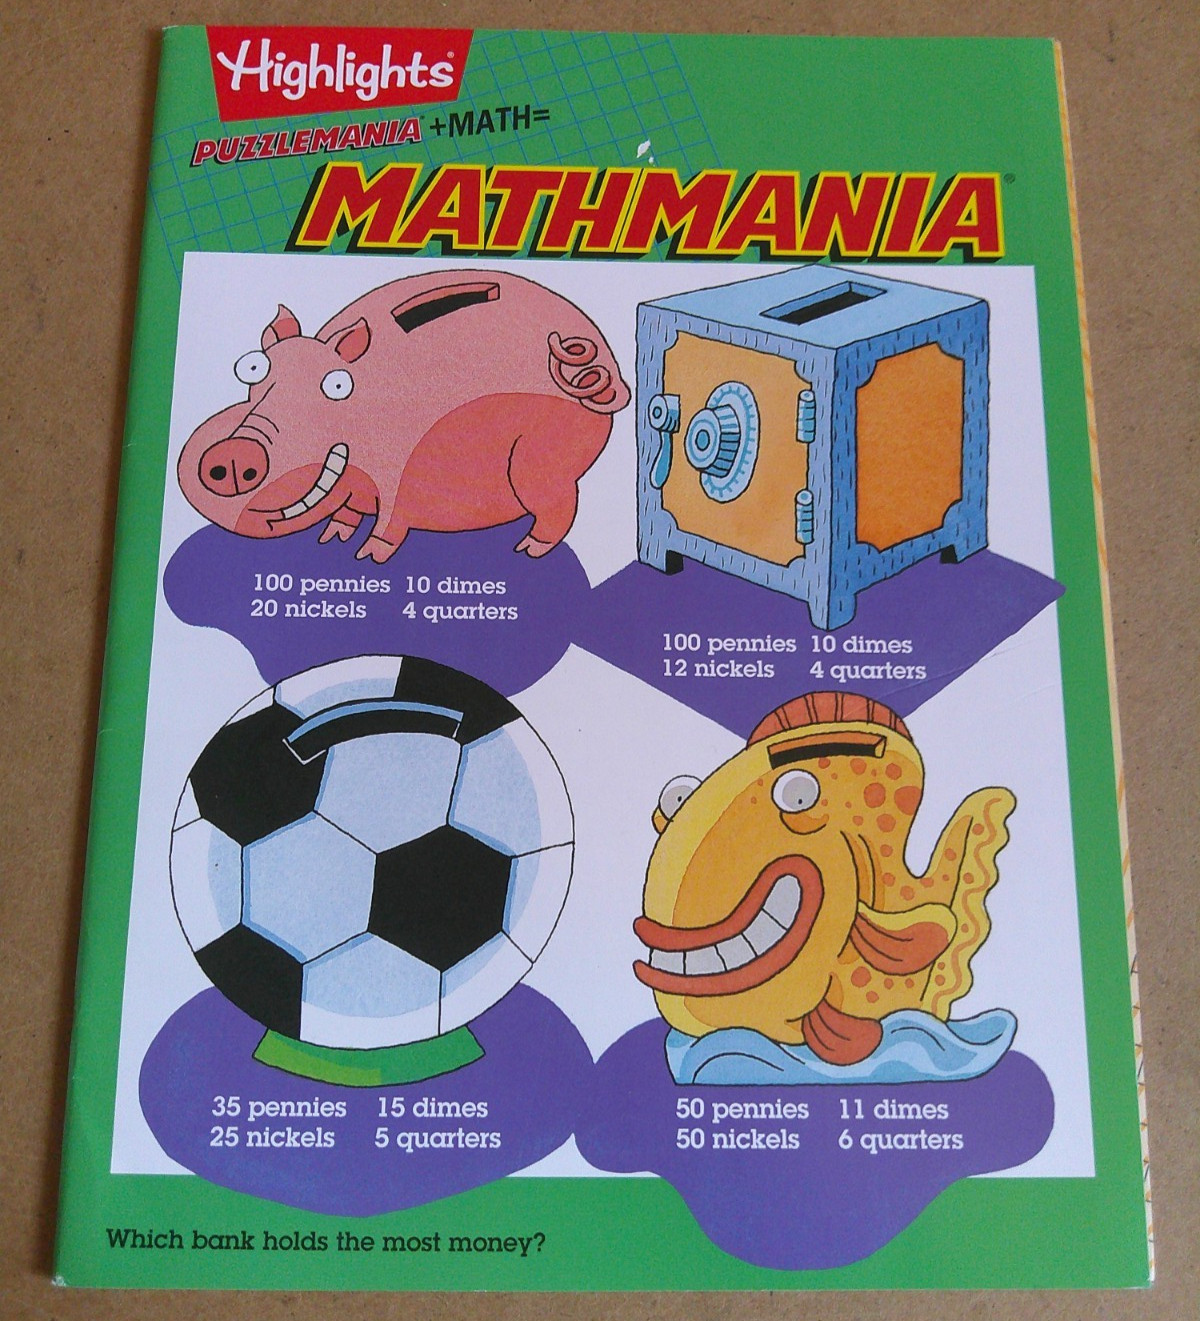 Highlights®
PUZZLEMANIA® +MATH=
MATHMANIA®
100 pennies 10 dimes
20 nickels 4 quarters
100 pennies 10 dimes
12 nickels 4 quarters
35 pennies 15 dimes
25 nickels 5 quarters
50 pennies 11 dimes
50 nickels 6 quarters
Which bank holds the most money?